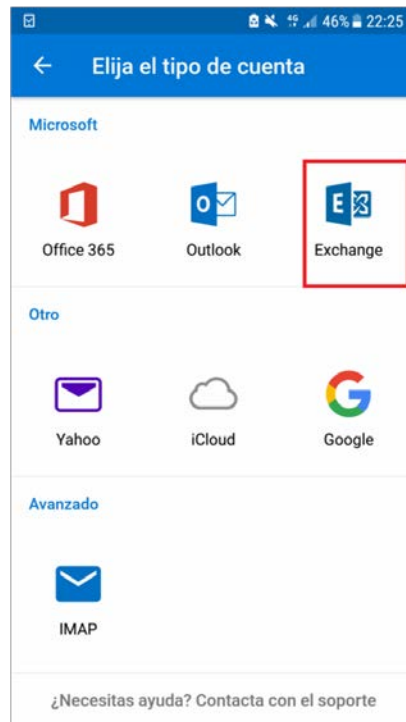 46% 22:25
Elija el tipo de cuenta
Microsoft
Office 365 Outlook Exchange
Otro
Yahoo iCloud Google
Avanzado
IMAP
¿Necesitas ayuda? Contacta con el soporte